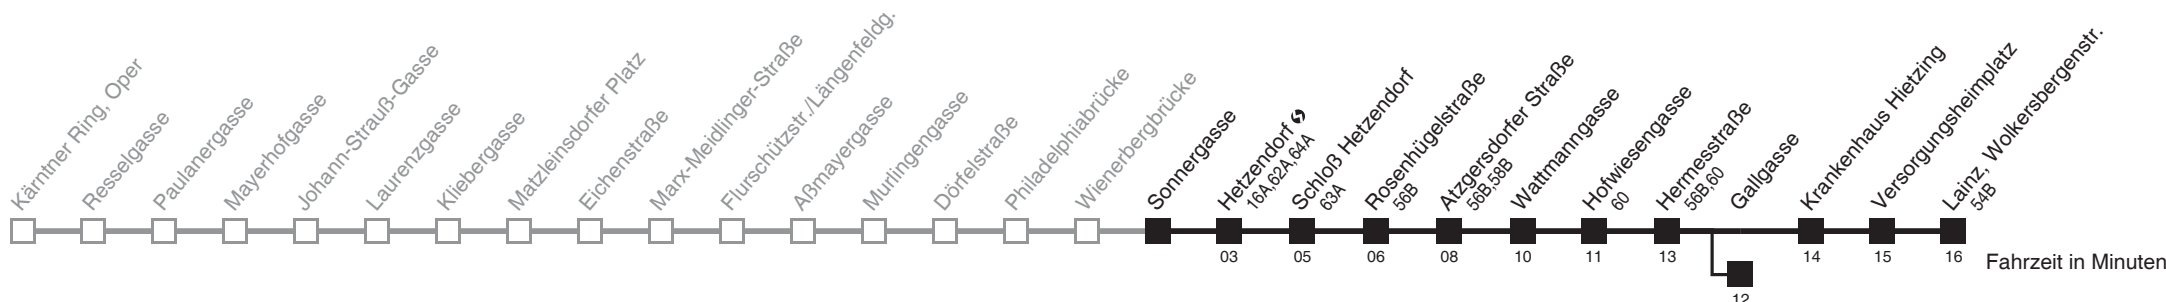 Kärntner Ring, Oper
Resselgasse
Paulanergasse
Mayerhofgasse
Johann-Strauß-Gasse
Laurenzgasse
Kliebergasse
Matzleinsdorfer Platz
Eichenstraße
Marx-Meidlinger-Straße
Flurschützstr./Längenfeldg.
Aßmayergasse
Murlingengasse
Dörfelstraße
Philadelphiabrücke
Wienerbergbrücke
Sonnergasse
Hetzendorf
16A,62A,64A
Schloß Hetzendorf
63A
Rosenhügelstraße
56B
Atzgersdorfer Straße
56B,58B
Wattmanngasse
Hofwiesengasse
60
Hermesstraße
56B,60
Gallgasse
Krankenhaus Hietzing
Versorgungsheimplatz
Lainz, Wolkersbergenstr.
54B
03 05 06 08 10 11 13 14 15 16
Fahrzeit in Minuten
12